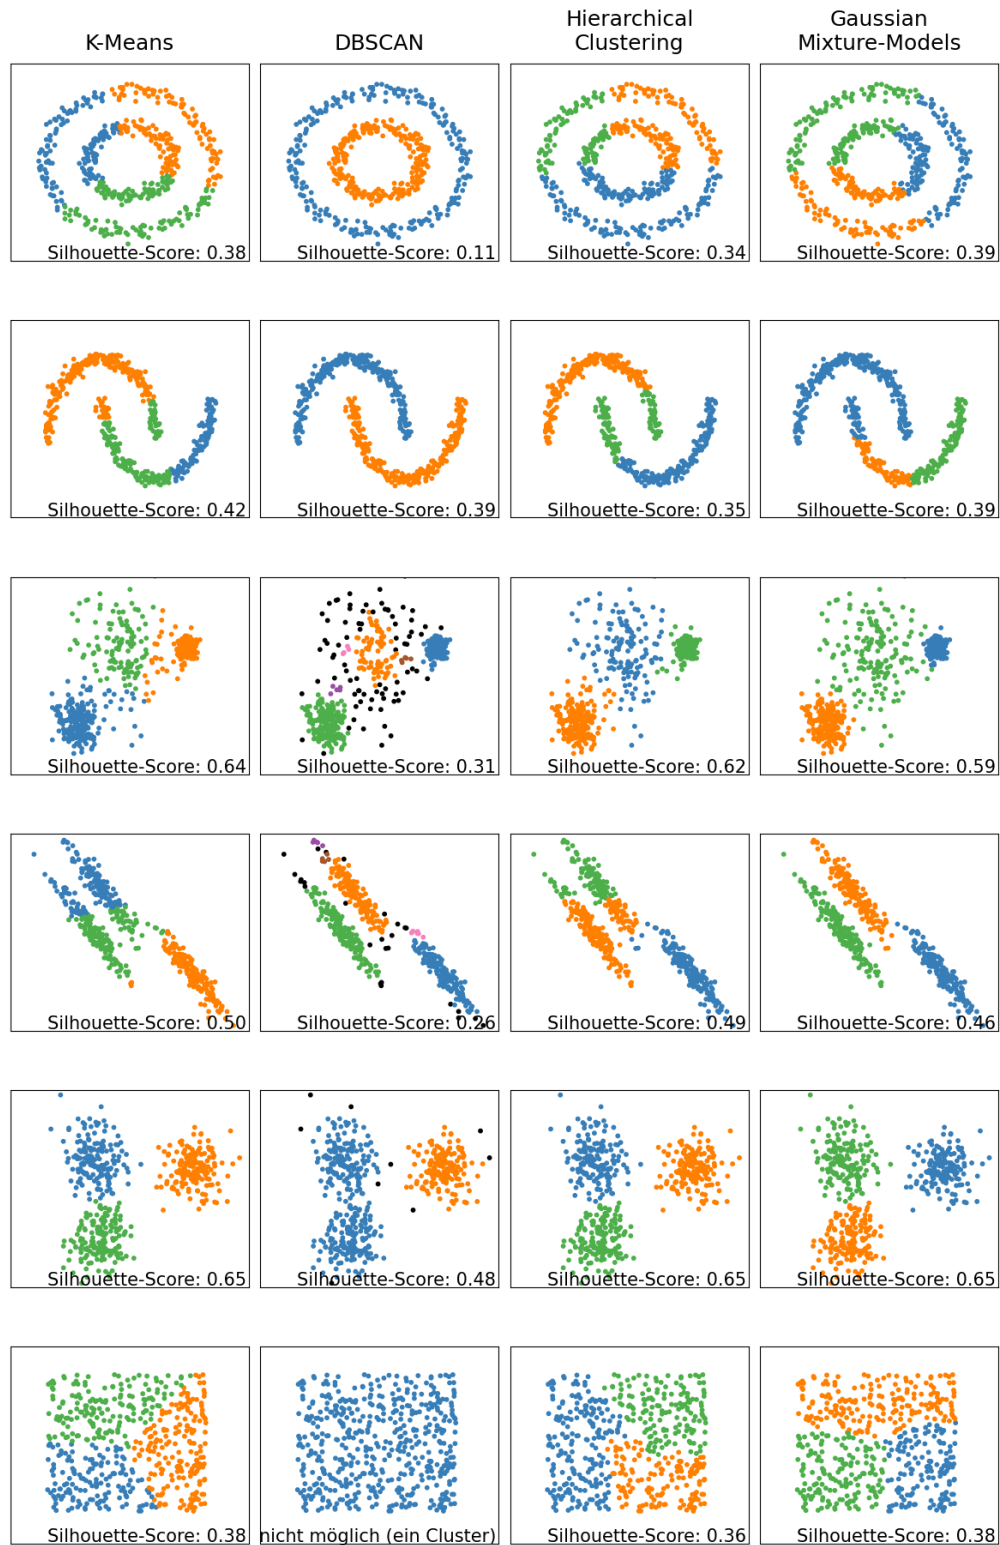 K-Means
DBSCAN
Hierarchical
Clustering
Gaussian
Mixture-Models
Silhouette-Score: 0.38
Silhouette-Score: 0.11
Silhouette-Score: 0.34
Silhouette-Score: 0.39
Silhouette-Score: 0.42
Silhouette-Score: 0.39
Silhouette-Score: 0.35
Silhouette-Score: 0.39
Silhouette-Score: 0.64
Silhouette-Score: 0.31
Silhouette-Score: 0.62
Silhouette-Score: 0.59
Silhouette-Score: 0.50
Silhouette-Score: 0.26
Silhouette-Score: 0.49
Silhouette-Score: 0.46
Silhouette-Score: 0.65
Silhouette-Score: 0.48
Silhouette-Score: 0.65
Silhouette-Score: 0.65
Silhouette-Score: 0.38
nicht möglich (ein Cluster)
Silhouette-Score: 0.36
Silhouette-Score: 0.38